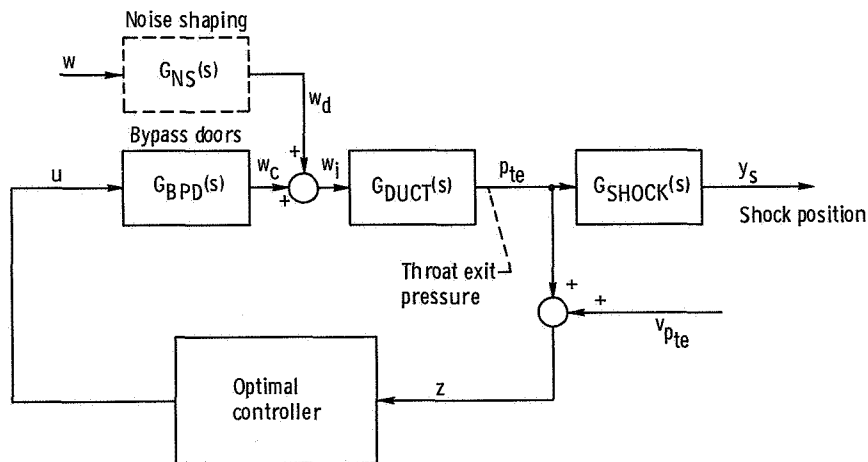 Noise shaping
w
G_NS(s)
w_d
Bypass doors
+
u
G_BPD(s)
w_c
+
w_i
G_DUCT(s)
p_te
G_SHOCK(s)
y_s
Shock position
Throat exit
pressure
+
+
v_p_te
z
Optimal
controller